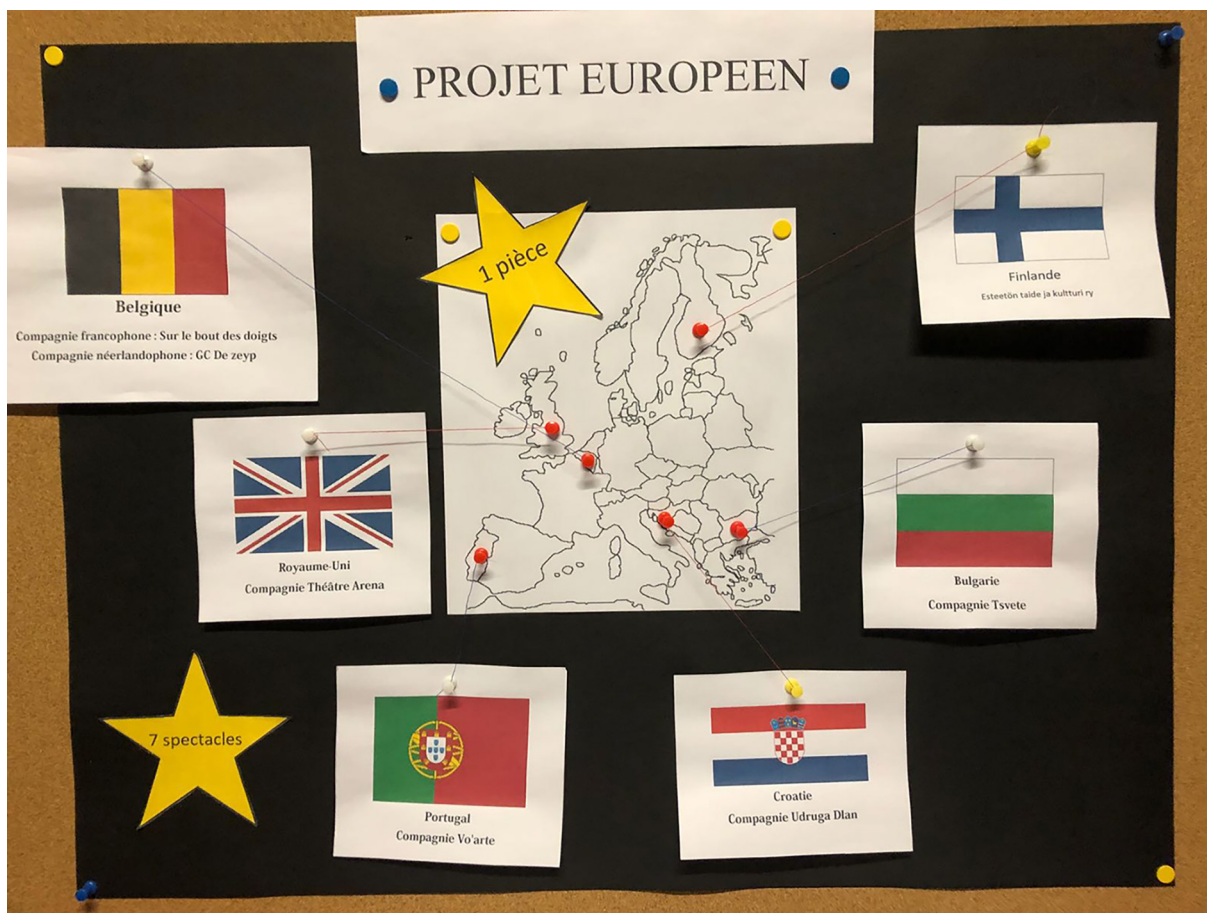 PROJET EUROPEEN
1 pièce
Belgique
Compagnie francophone : Sur le bout des doigts
Compagnie néerlandophone : GC De zeyp
Finlande
Esteetön taide ja kultturi ry
Royaume-Uni
Compagnie Théâtre Arena
Bulgarie
Compagnie Tsvete
7 spectacles
Portugal
Compagnie Vo'arte
Croatie
Compagnie Udruga Dlan